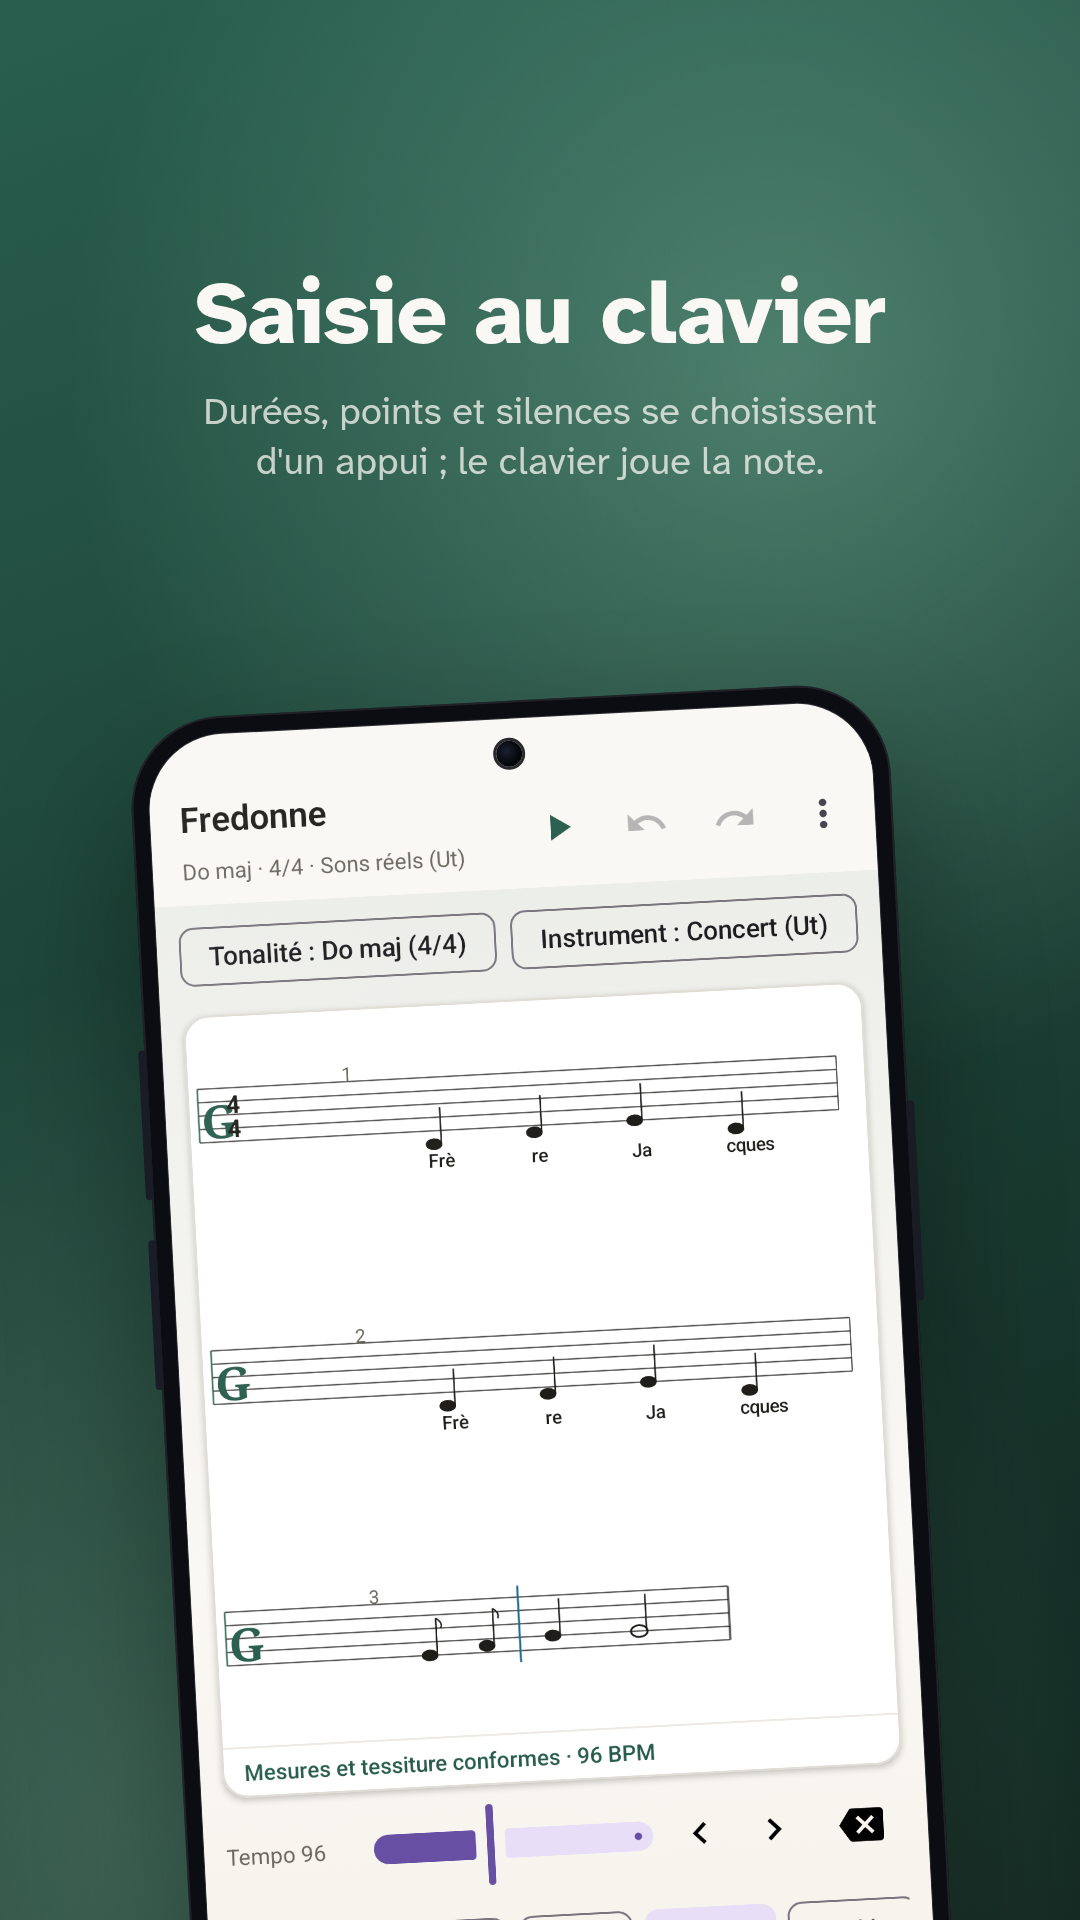 Saisie au clavier
Durées, points et silences se choisissent
d'un appui ; le clavier joue la note.
Fredonne
Do maj · 4/4 · Sons réels (Ut)
Tonalité : Do maj (4/4)
Instrument : Concert (Ut)
1
G 4
4
Frè re Ja cques
2
G
Frè re Ja cques
3
G
Mesures et tessiture conformes · 96 BPM
Tempo 96